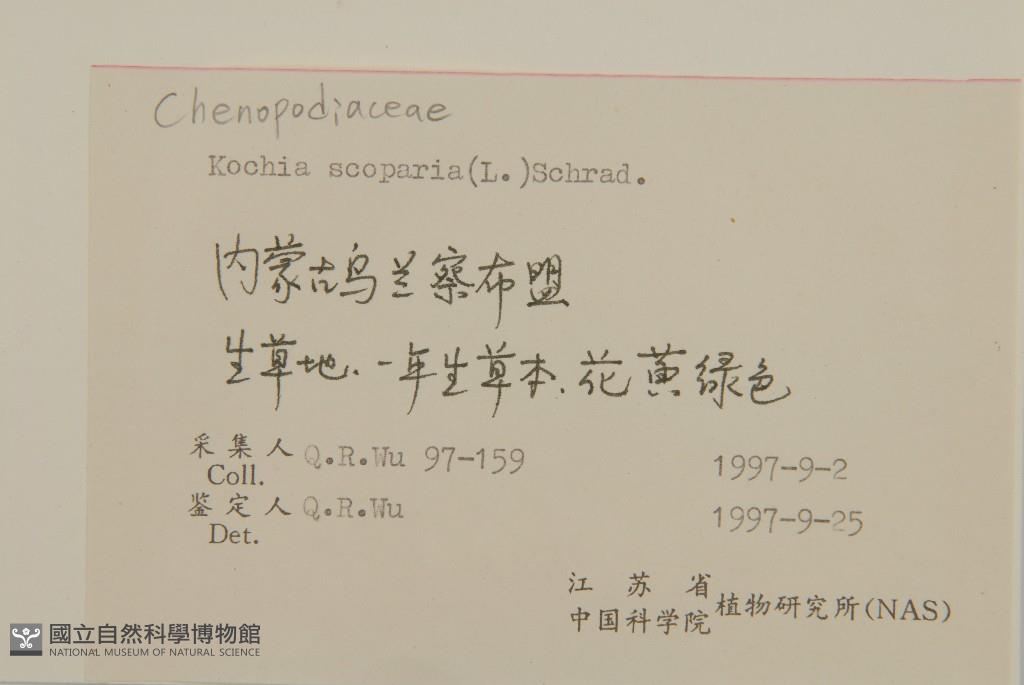 Chenopodiaceae
Kochia scoparia(L.)Schrad.
内蒙古乌兰察布盟
生草地、一年生草本、花黄绿色
采集人 Q.R.Wu 97-159 1997-9-2
Coll.
鉴定人 Q.R.Wu 1997-9-25
Det.
江苏省
中国科学院 植物研究所(NAS)
國立自然科學博物館
NATIONAL MUSEUM OF NATURAL SCIENCE